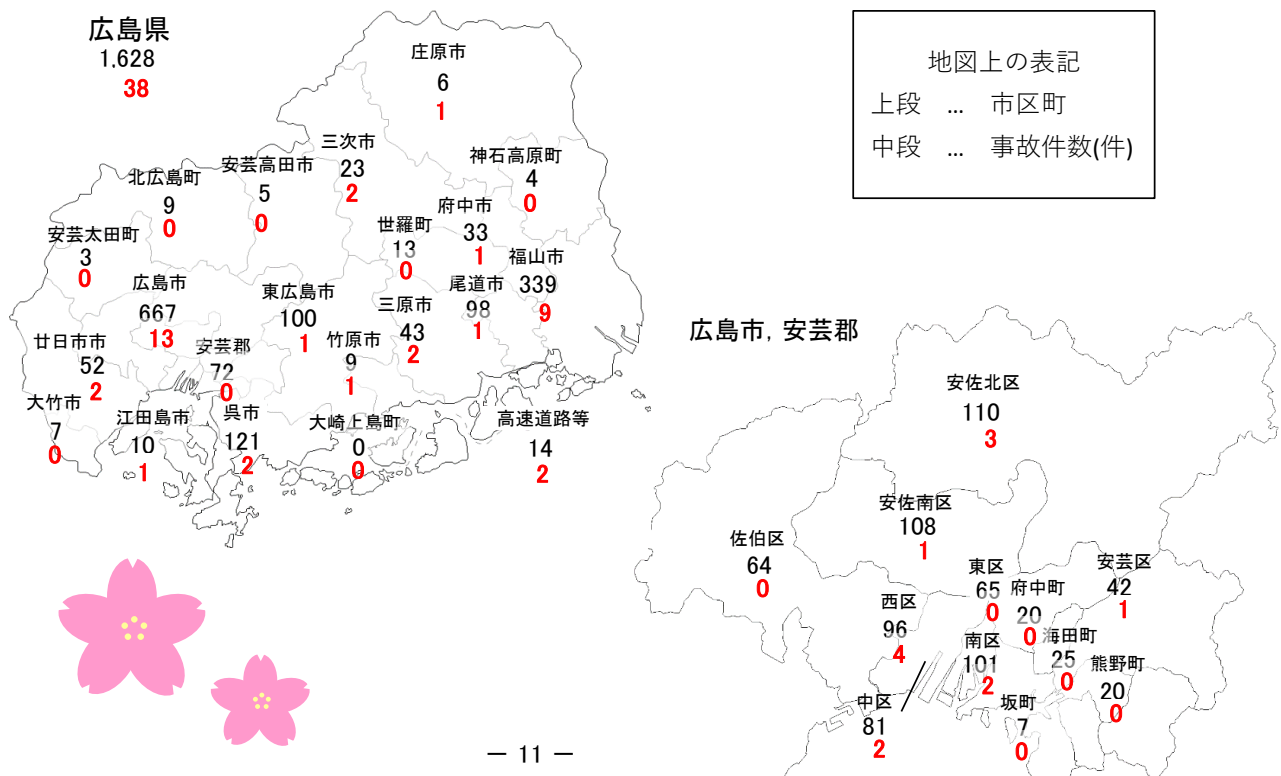 広島県
1,628
38
庄原市
6
1
三次市
23
2
神石高原町
4
0
安芸高田市
5
0
北広島町
9
0
府中市
33
1
世羅町
13
0
安芸太田町
3
0
福山市
339
9
広島市
667
13
東広島市
100
1
尾道市
98
1
三原市
43
2
竹原市
9
1
廿日市市
52
2
安芸郡
72
0
大竹市
7
0
江田島市
10
1
呉市
121
2
大崎上島町
0
0
高速道路等
14
2
地図上の表記
上段 … 市区町
中段 … 事故件数(件)
広島市, 安芸郡
安佐北区
110
3
安佐南区
108
1
佐伯区
64
0
東区
65
0
府中町
20
0
安芸区
42
1
西区
96
4
南区
101
2
海田町
25
0
熊野町
20
0
中区
81
2
坂町
7
0
― 11 ―